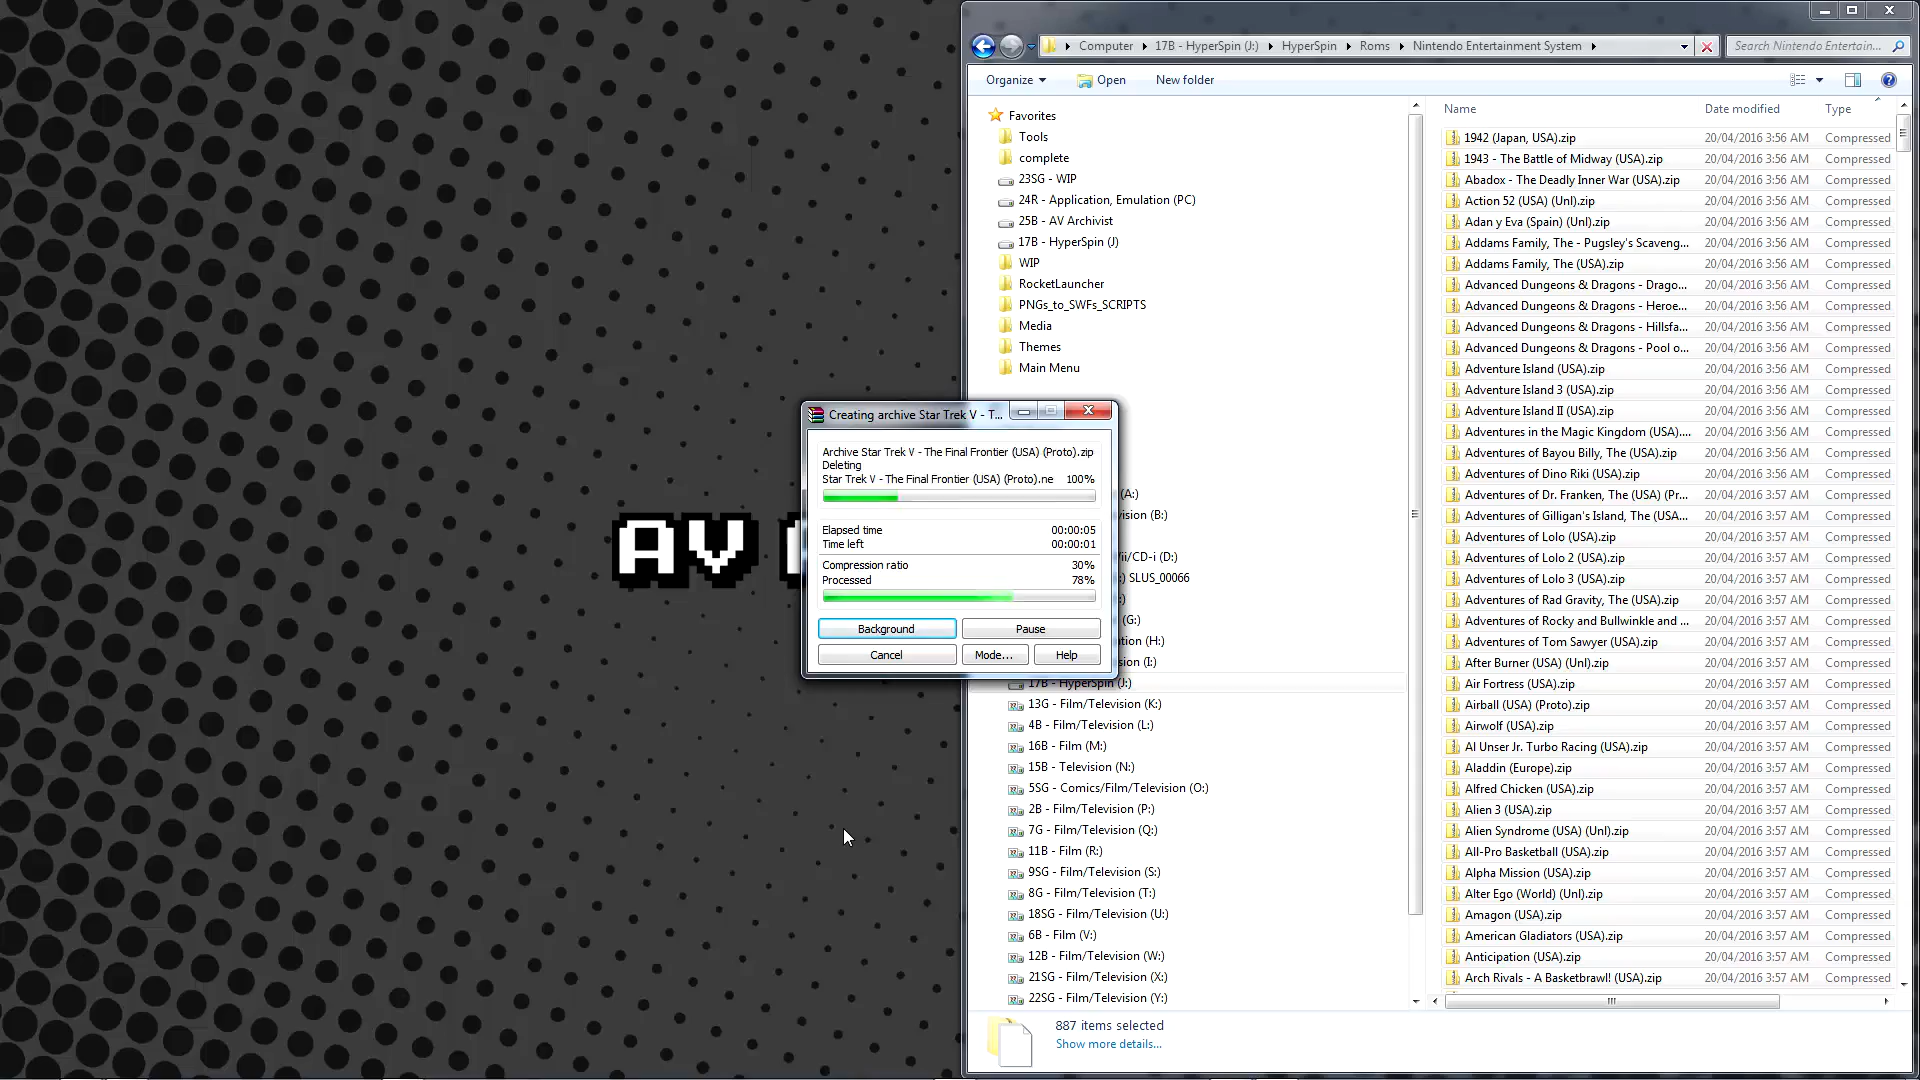 Computer
17B - HyperSpin (J:)
HyperSpin
Roms
Nintendo Entertainment System
Search Nintendo Entertain...
Organize
Open
New folder
Favorites
Tools
complete
23SG - WIP
24R - Application, Emulation (PC)
25B - AV Archivist
17B - HyperSpin (J)
WIP
RocketLauncher
PNGs_to_SWFs_SCRIPTS
Media
Themes
Main Menu
(A:)
ision (B:)
ii/CD-i (D:)
SLUS_00066
(G:)
tion (H:)
sion (I:)
17B - HyperSpin (J:)
13G - Film/Television (K:)
4B - Film/Television (L:)
16B - Film (M:)
15B - Television (N:)
5SG - Comics/Film/Television (O:)
2B - Film/Television (P:)
7G - Film/Television (Q:)
11B - Film (R:)
9SG - Film/Television (S:)
8G - Film/Television (T:)
18SG - Film/Television (U:)
6B - Film (V:)
12B - Film/Television (W:)
21SG - Film/Television (X:)
22SG - Film/Television (Y:)
Name Date modified Type
1942 (Japan, USA).zip 20/04/2016 3:56 AM Compressed
1943 - The Battle of Midway (USA).zip 20/04/2016 3:56 AM Compressed
Abadox - The Deadly Inner War (USA).zip 20/04/2016 3:56 AM Compressed
Action 52 (USA) (Unl).zip 20/04/2016 3:56 AM Compressed
Adan y Eva (Spain) (Unl).zip 20/04/2016 3:56 AM Compressed
Addams Family, The - Pugsley's Scaveng... 20/04/2016 3:56 AM Compressed
Addams Family, The (USA).zip 20/04/2016 3:56 AM Compressed
Advanced Dungeons & Dragons - Drago... 20/04/2016 3:56 AM Compressed
Advanced Dungeons & Dragons - Heroe... 20/04/2016 3:56 AM Compressed
Advanced Dungeons & Dragons - Hillsfa... 20/04/2016 3:56 AM Compressed
Advanced Dungeons & Dragons - Pool o... 20/04/2016 3:56 AM Compressed
Adventure Island (USA).zip 20/04/2016 3:56 AM Compressed
Adventure Island 3 (USA).zip 20/04/2016 3:56 AM Compressed
Adventure Island II (USA).zip 20/04/2016 3:56 AM Compressed
Adventures in the Magic Kingdom (USA).... 20/04/2016 3:56 AM Compressed
Adventures of Bayou Billy, The (USA).zip 20/04/2016 3:56 AM Compressed
Adventures of Dino Riki (USA).zip 20/04/2016 3:56 AM Compressed
Adventures of Dr. Franken, The (USA) (Pr... 20/04/2016 3:57 AM Compressed
Adventures of Gilligan's Island, The (USA... 20/04/2016 3:57 AM Compressed
Adventures of Lolo (USA).zip 20/04/2016 3:57 AM Compressed
Adventures of Lolo 2 (USA).zip 20/04/2016 3:57 AM Compressed
Adventures of Lolo 3 (USA).zip 20/04/2016 3:57 AM Compressed
Adventures of Rad Gravity, The (USA).zip 20/04/2016 3:57 AM Compressed
Adventures of Rocky and Bullwinkle and ... 20/04/2016 3:57 AM Compressed
Adventures of Tom Sawyer (USA).zip 20/04/2016 3:57 AM Compressed
After Burner (USA) (Unl).zip 20/04/2016 3:57 AM Compressed
Air Fortress (USA).zip 20/04/2016 3:57 AM Compressed
Airball (USA) (Proto).zip 20/04/2016 3:57 AM Compressed
Airwolf (USA).zip 20/04/2016 3:57 AM Compressed
Al Unser Jr. Turbo Racing (USA).zip 20/04/2016 3:57 AM Compressed
Aladdin (Europe).zip 20/04/2016 3:57 AM Compressed
Alfred Chicken (USA).zip 20/04/2016 3:57 AM Compressed
Alien 3 (USA).zip 20/04/2016 3:57 AM Compressed
Alien Syndrome (USA) (Unl).zip 20/04/2016 3:57 AM Compressed
All-Pro Basketball (USA).zip 20/04/2016 3:57 AM Compressed
Alpha Mission (USA).zip 20/04/2016 3:57 AM Compressed
Alter Ego (World) (Unl).zip 20/04/2016 3:57 AM Compressed
Amagon (USA).zip 20/04/2016 3:57 AM Compressed
American Gladiators (USA).zip 20/04/2016 3:57 AM Compressed
Anticipation (USA).zip 20/04/2016 3:57 AM Compressed
Arch Rivals - A Basketbrawl! (USA).zip 20/04/2016 3:57 AM Compressed
887 items selected
Show more details...
Creating archive Star Trek V - T...
Archive Star Trek V - The Final Frontier (USA) (Proto).zip
Deleting
Star Trek V - The Final Frontier (USA) (Proto).ne 100%
Elapsed time 00:00:05
Time left 00:00:01
Compression ratio 30%
Processed 78%
Background
Pause
Cancel
Mode...
Help
AV